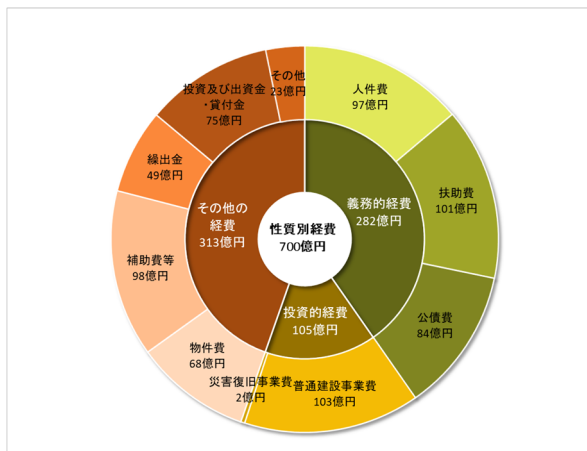 性質別経費
700億円
義務的経費
282億円
人件費
97億円
扶助費
101億円
公債費
84億円
投資的経費
105億円
普通建設事業費
103億円
災害復旧事業費
2億円
その他の
経費
313億円
物件費
68億円
補助費等
98億円
繰出金
49億円
投資及び出資金
・貸付金
75億円
その他
23億円